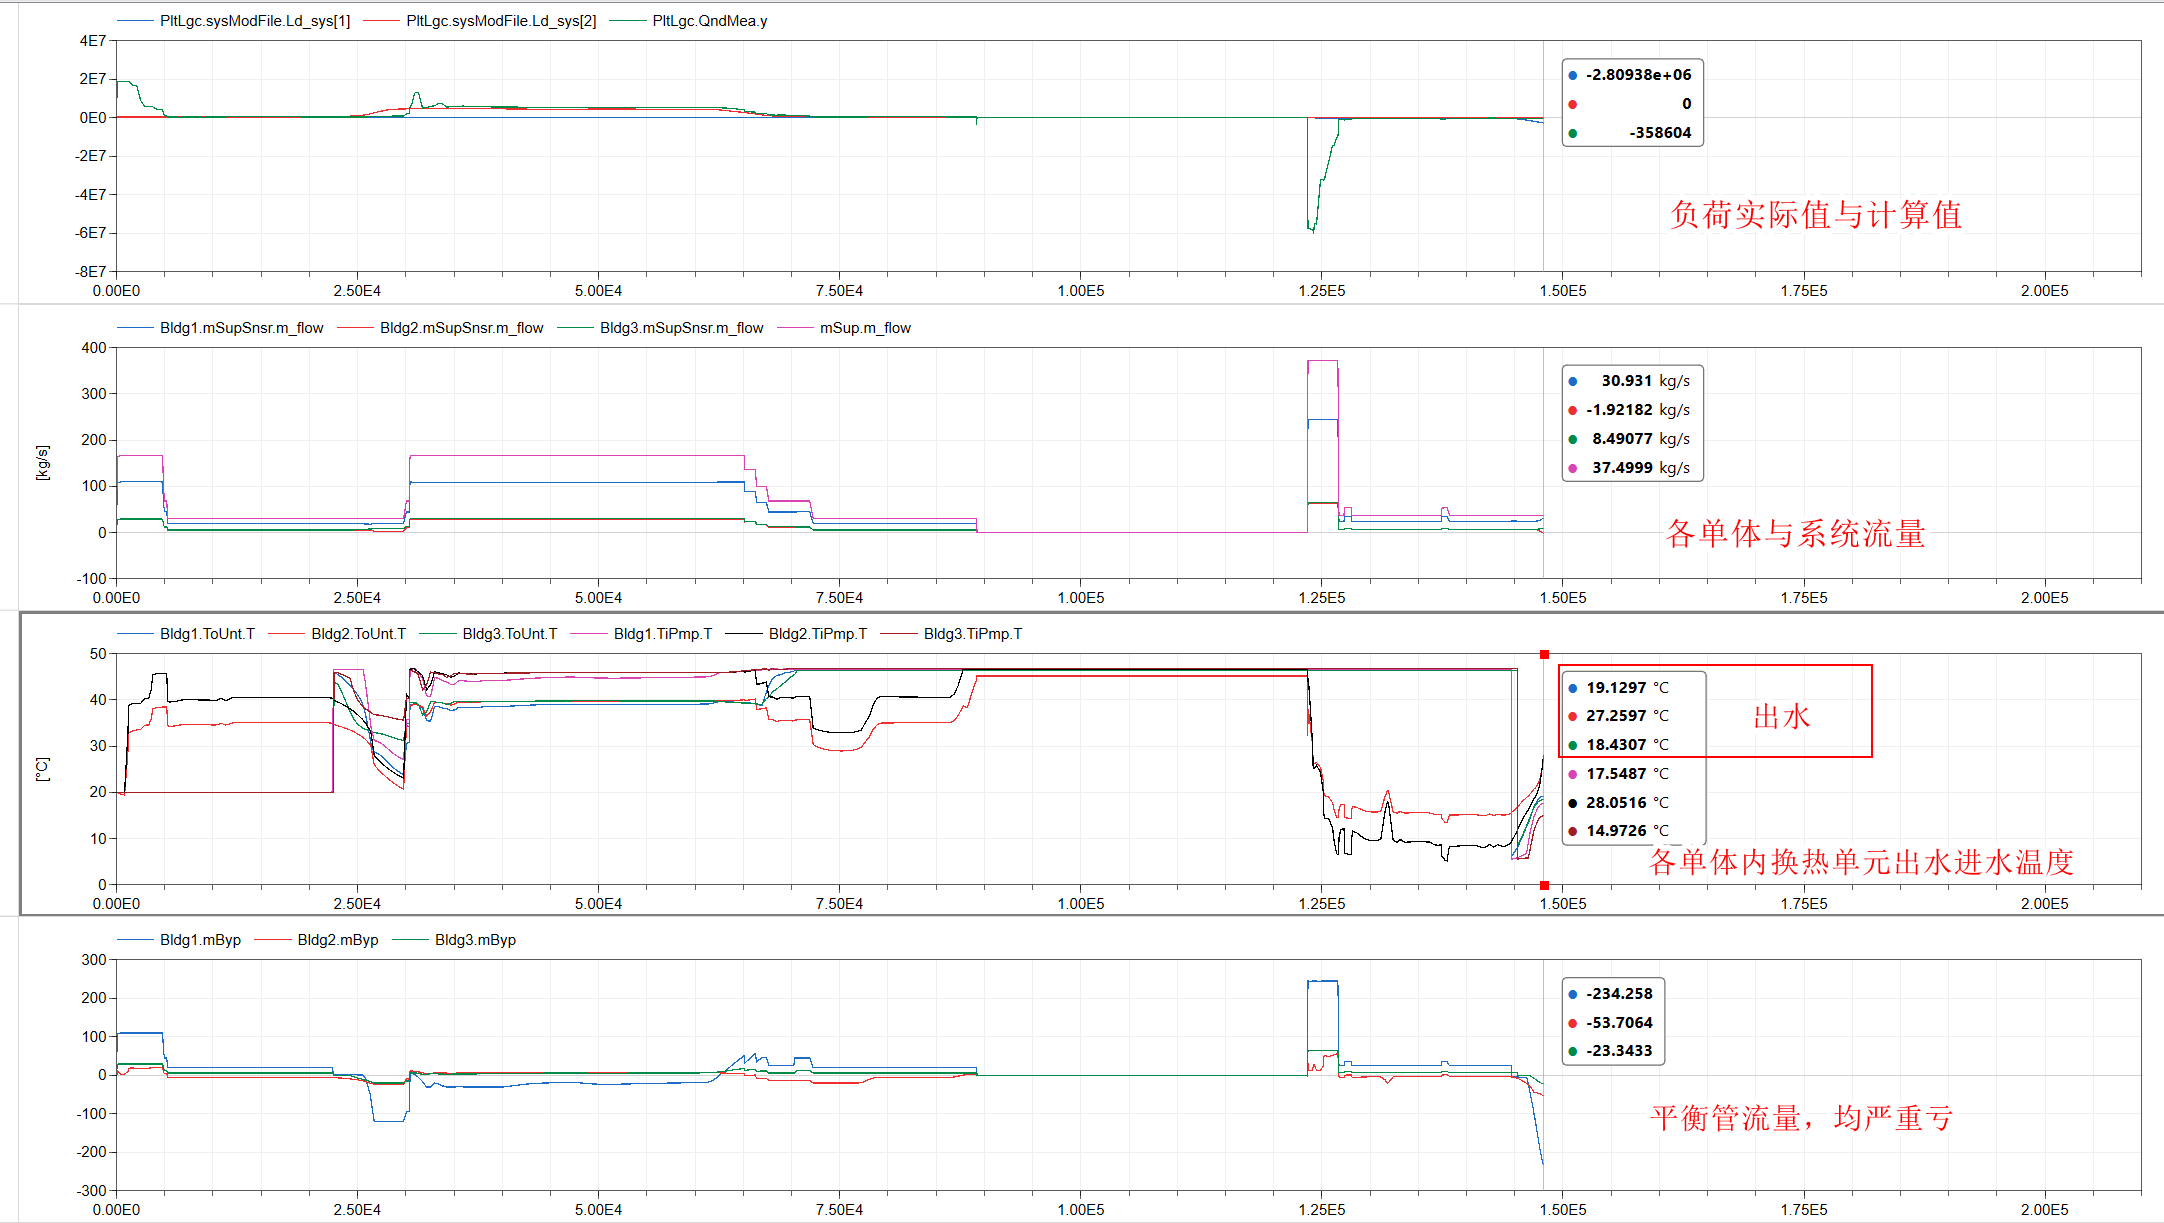 PltLgc.sysModFile.Ld_sys[1] PltLgc.sysModFile.Ld_sys[2] PltLgc.QndMea.y
4E7
2E7
0E0
-2E7
-4E7
-6E7
-8E7
-2.80938e+06
0
-358604
负荷实际值与计算值
0.00E0 2.50E4 5.00E4 7.50E4 1.00E5 1.25E5 1.50E5 1.75E5 2.00E5
Bldg1.mSupSnsr.m_flow Bldg2.mSupSnsr.m_flow Bldg3.mSupSnsr.m_flow mSup.m_flow
400
300
200
100
0
-100
[kg/s]
30.931 kg/s
-1.92182 kg/s
8.49077 kg/s
37.4999 kg/s
各单体与系统流量
0.00E0 2.50E4 5.00E4 7.50E4 1.00E5 1.25E5 1.50E5 1.75E5 2.00E5
Bldg1.ToUnt.T Bldg2.ToUnt.T Bldg3.ToUnt.T Bldg1.TiPmp.T Bldg2.TiPmp.T Bldg3.TiPmp.T
50
40
30
20
10
0
[°C]
19.1297 °C
27.2597 °C
18.4307 °C
17.5487 °C
28.0516 °C
14.9726 °C
出水
各单体内换热单元出水进水温度
0.00E0 2.50E4 5.00E4 7.50E4 1.00E5 1.25E5 1.50E5 1.75E5 2.00E5
Bldg1.mByp Bldg2.mByp Bldg3.mByp
300
200
100
0
-100
-200
-300
-234.258
-53.7064
-23.3433
平衡管流量，均严重亏
0.00E0 2.50E4 5.00E4 7.50E4 1.00E5 1.25E5 1.50E5 1.75E5 2.00E5